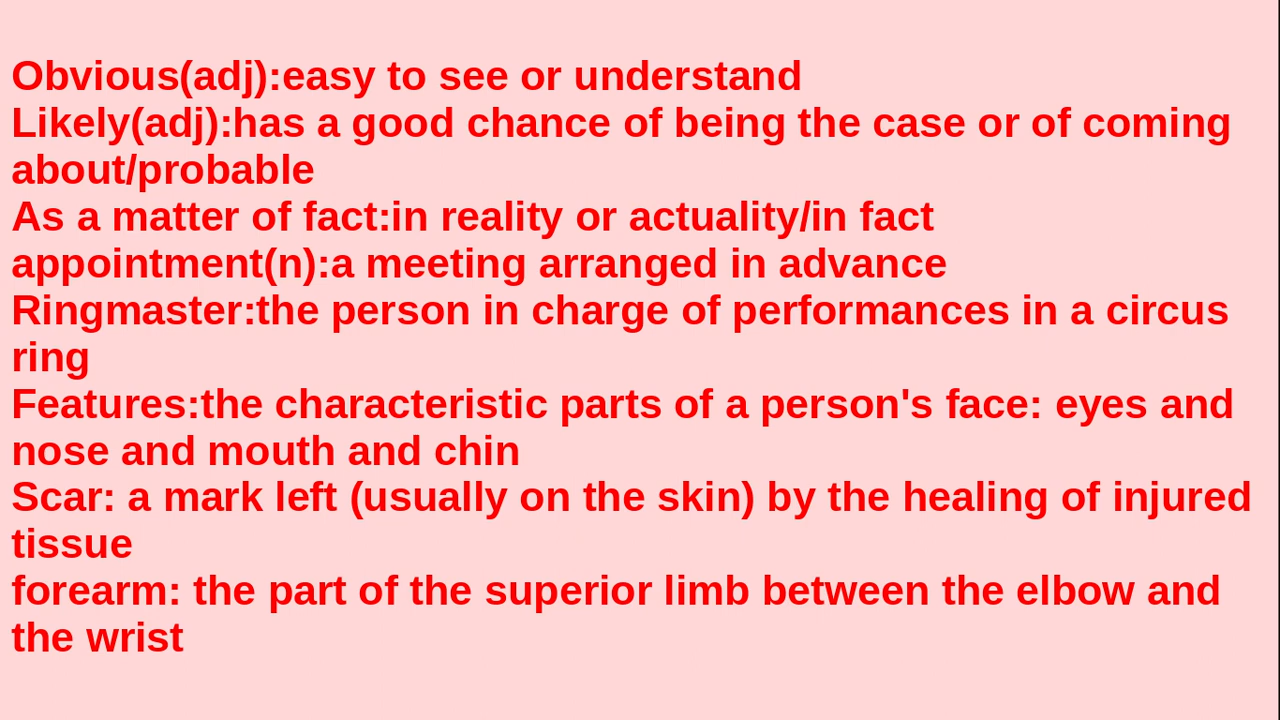 Obvious(adj):easy to see or understand
Likely(adj):has a good chance of being the case or of coming
about/probable
As a matter of fact:in reality or actuality/in fact
appointment(n):a meeting arranged in advance
Ringmaster:the person in charge of performances in a circus
ring
Features:the characteristic parts of a person's face: eyes and
nose and mouth and chin
Scar: a mark left (usually on the skin) by the healing of injured
tissue
forearm: the part of the superior limb between the elbow and
the wrist